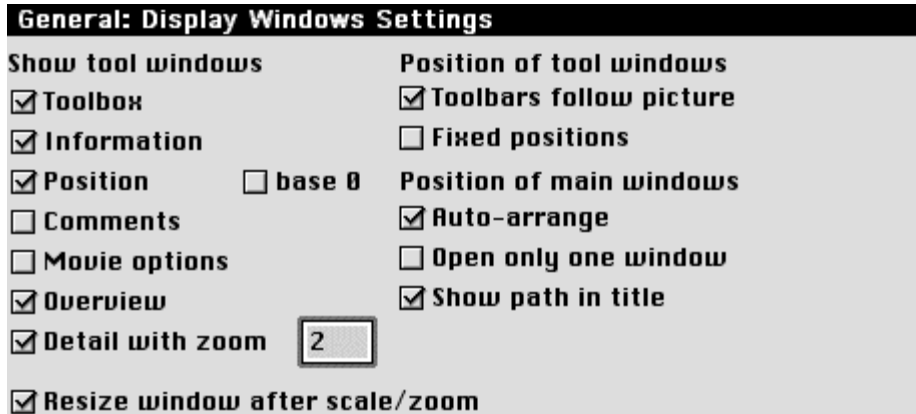 General: Display Windows Settings
Show tool windows
Toolbox
Information
Position base 0
Comments
Movie options
Overview
Detail with zoom 2
Resize window after scale/zoom
Position of tool windows
Toolbars follow picture
Fixed positions
Position of main windows
Auto-arrange
Open only one window
Show path in title